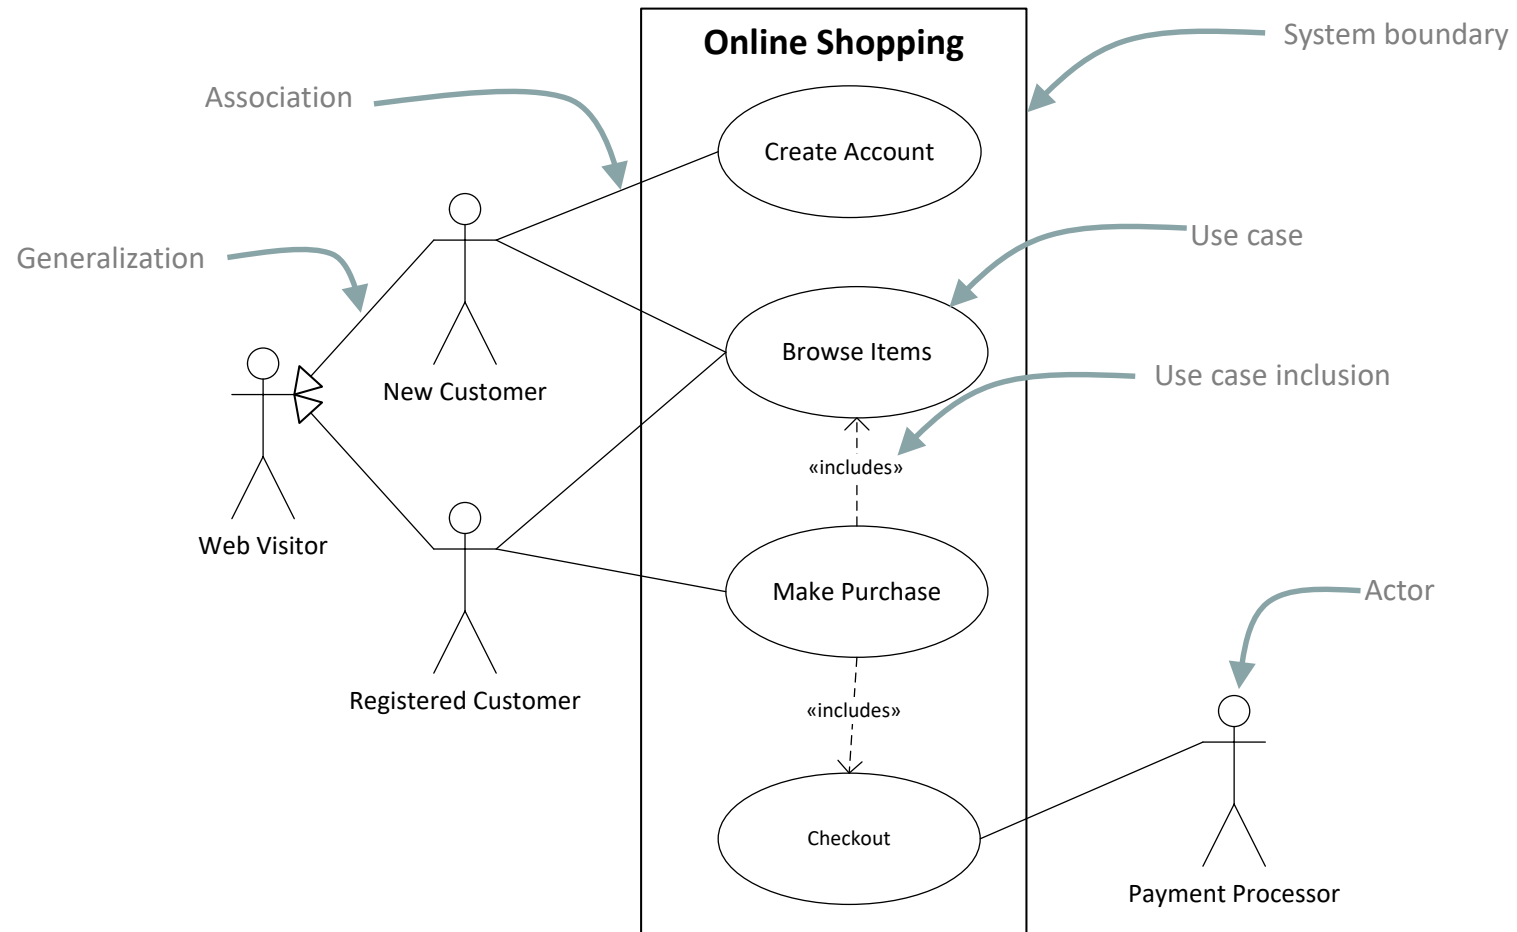 Online Shopping
System boundary
Association
Create Account
Use case
Generalization
Browse Items
New Customer
Use case inclusion
«includes»
Web Visitor
Make Purchase
Actor
Registered Customer
«includes»
Checkout
Payment Processor